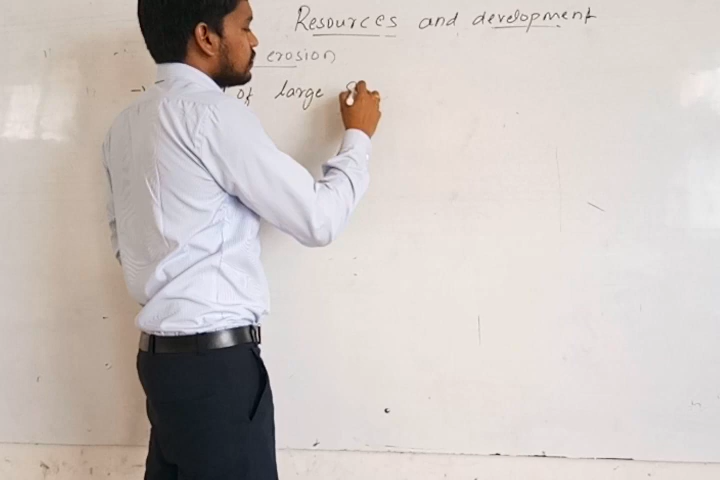 Resources and development
erosion
→ of large